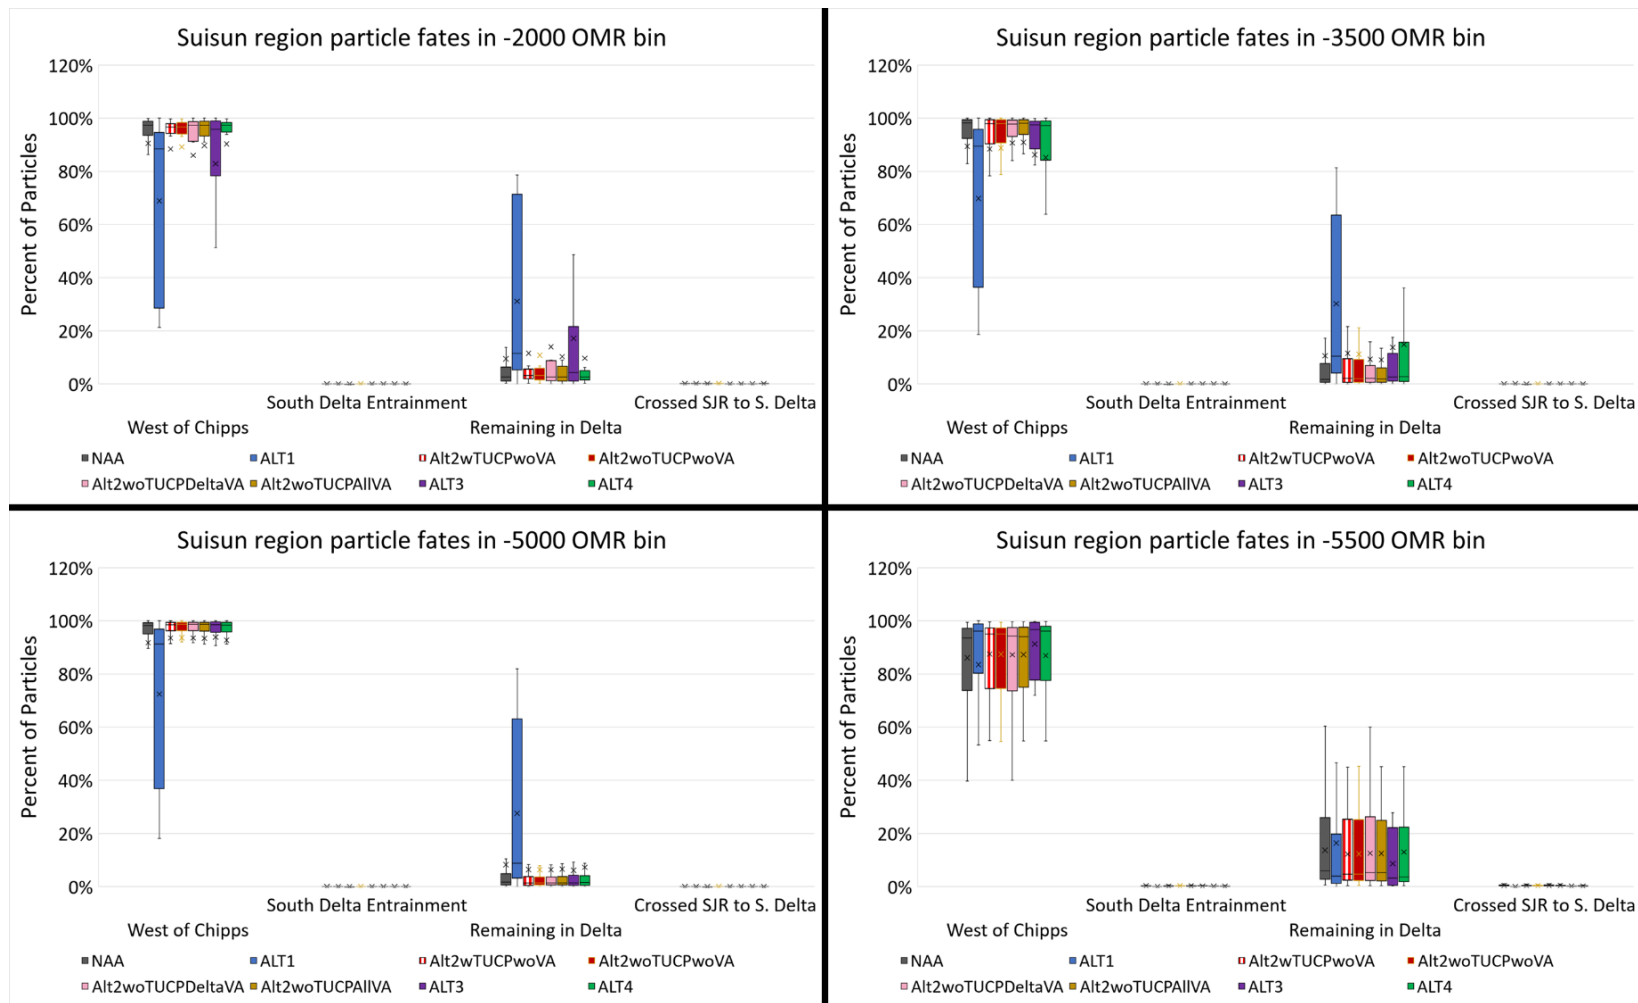 Suisun region particle fates in -2000 OMR bin
120%
100%
80%
60%
40%
20%
0%
Percent of Particles
South Delta Entrainment
Crossed SJR to S. Delta
West of Chipps
Remaining in Delta
NAA
ALT1
Alt2wTUCPwoVA
Alt2woTUCPwoVA
Alt2woTUCPDeltaVA
Alt2woTUCPAllVA
ALT3
ALT4
Suisun region particle fates in -3500 OMR bin
120%
100%
80%
60%
40%
20%
0%
Percent of Particles
South Delta Entrainment
Crossed SJR to S. Delta
West of Chipps
Remaining in Delta
NAA
ALT1
Alt2wTUCPwoVA
Alt2woTUCPwoVA
Alt2woTUCPDeltaVA
Alt2woTUCPAllVA
ALT3
ALT4
Suisun region particle fates in -5000 OMR bin
120%
100%
80%
60%
40%
20%
0%
Percent of Particles
South Delta Entrainment
Crossed SJR to S. Delta
West of Chipps
Remaining in Delta
NAA
ALT1
Alt2wTUCPwoVA
Alt2woTUCPwoVA
Alt2woTUCPDeltaVA
Alt2woTUCPAllVA
ALT3
ALT4
Suisun region particle fates in -5500 OMR bin
120%
100%
80%
60%
40%
20%
0%
Percent of Particles
South Delta Entrainment
Crossed SJR to S. Delta
West of Chipps
Remaining in Delta
NAA
ALT1
Alt2wTUCPwoVA
Alt2woTUCPwoVA
Alt2woTUCPDeltaVA
Alt2woTUCPAllVA
ALT3
ALT4